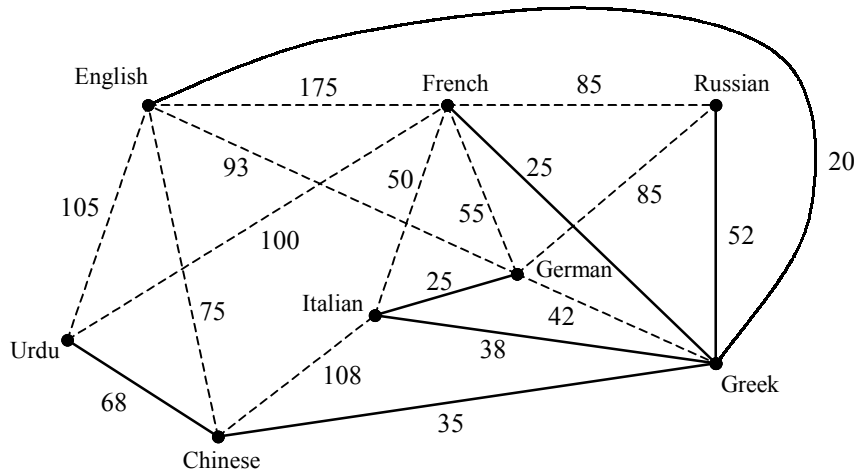 English
175
French
85
Russian
93
50
25
20
105
55
85
100
52
German
25
Italian
75
42
Urdu
38
108
Greek
68
35
Chinese